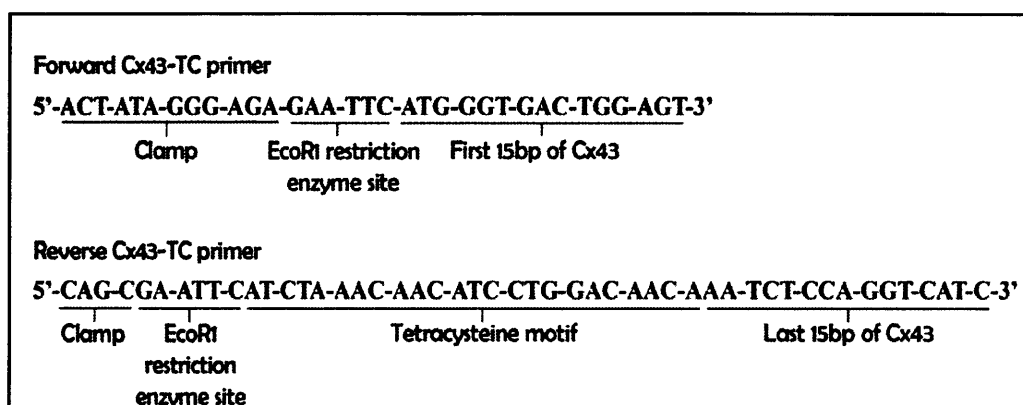 Forward Cx43-TC primer
5'-ACT-ATA-GGG-AGA-GAA-TTC-ATG-GGT-GAC-TGG-AGT-3'
Clamp EcoR1 restriction First 15bp of Cx43
enzyme site
Reverse Cx43-TC primer
5'-CAG-CGA-ATT-CAT-CTA-AAC-AAC-ATC-CTG-GAC-AAC-AAA-TCT-CCA-GGT-CAT-C-3'
Clamp EcoR1 Tetracysteine motif Last 15bp of Cx43
restriction
enzyme site